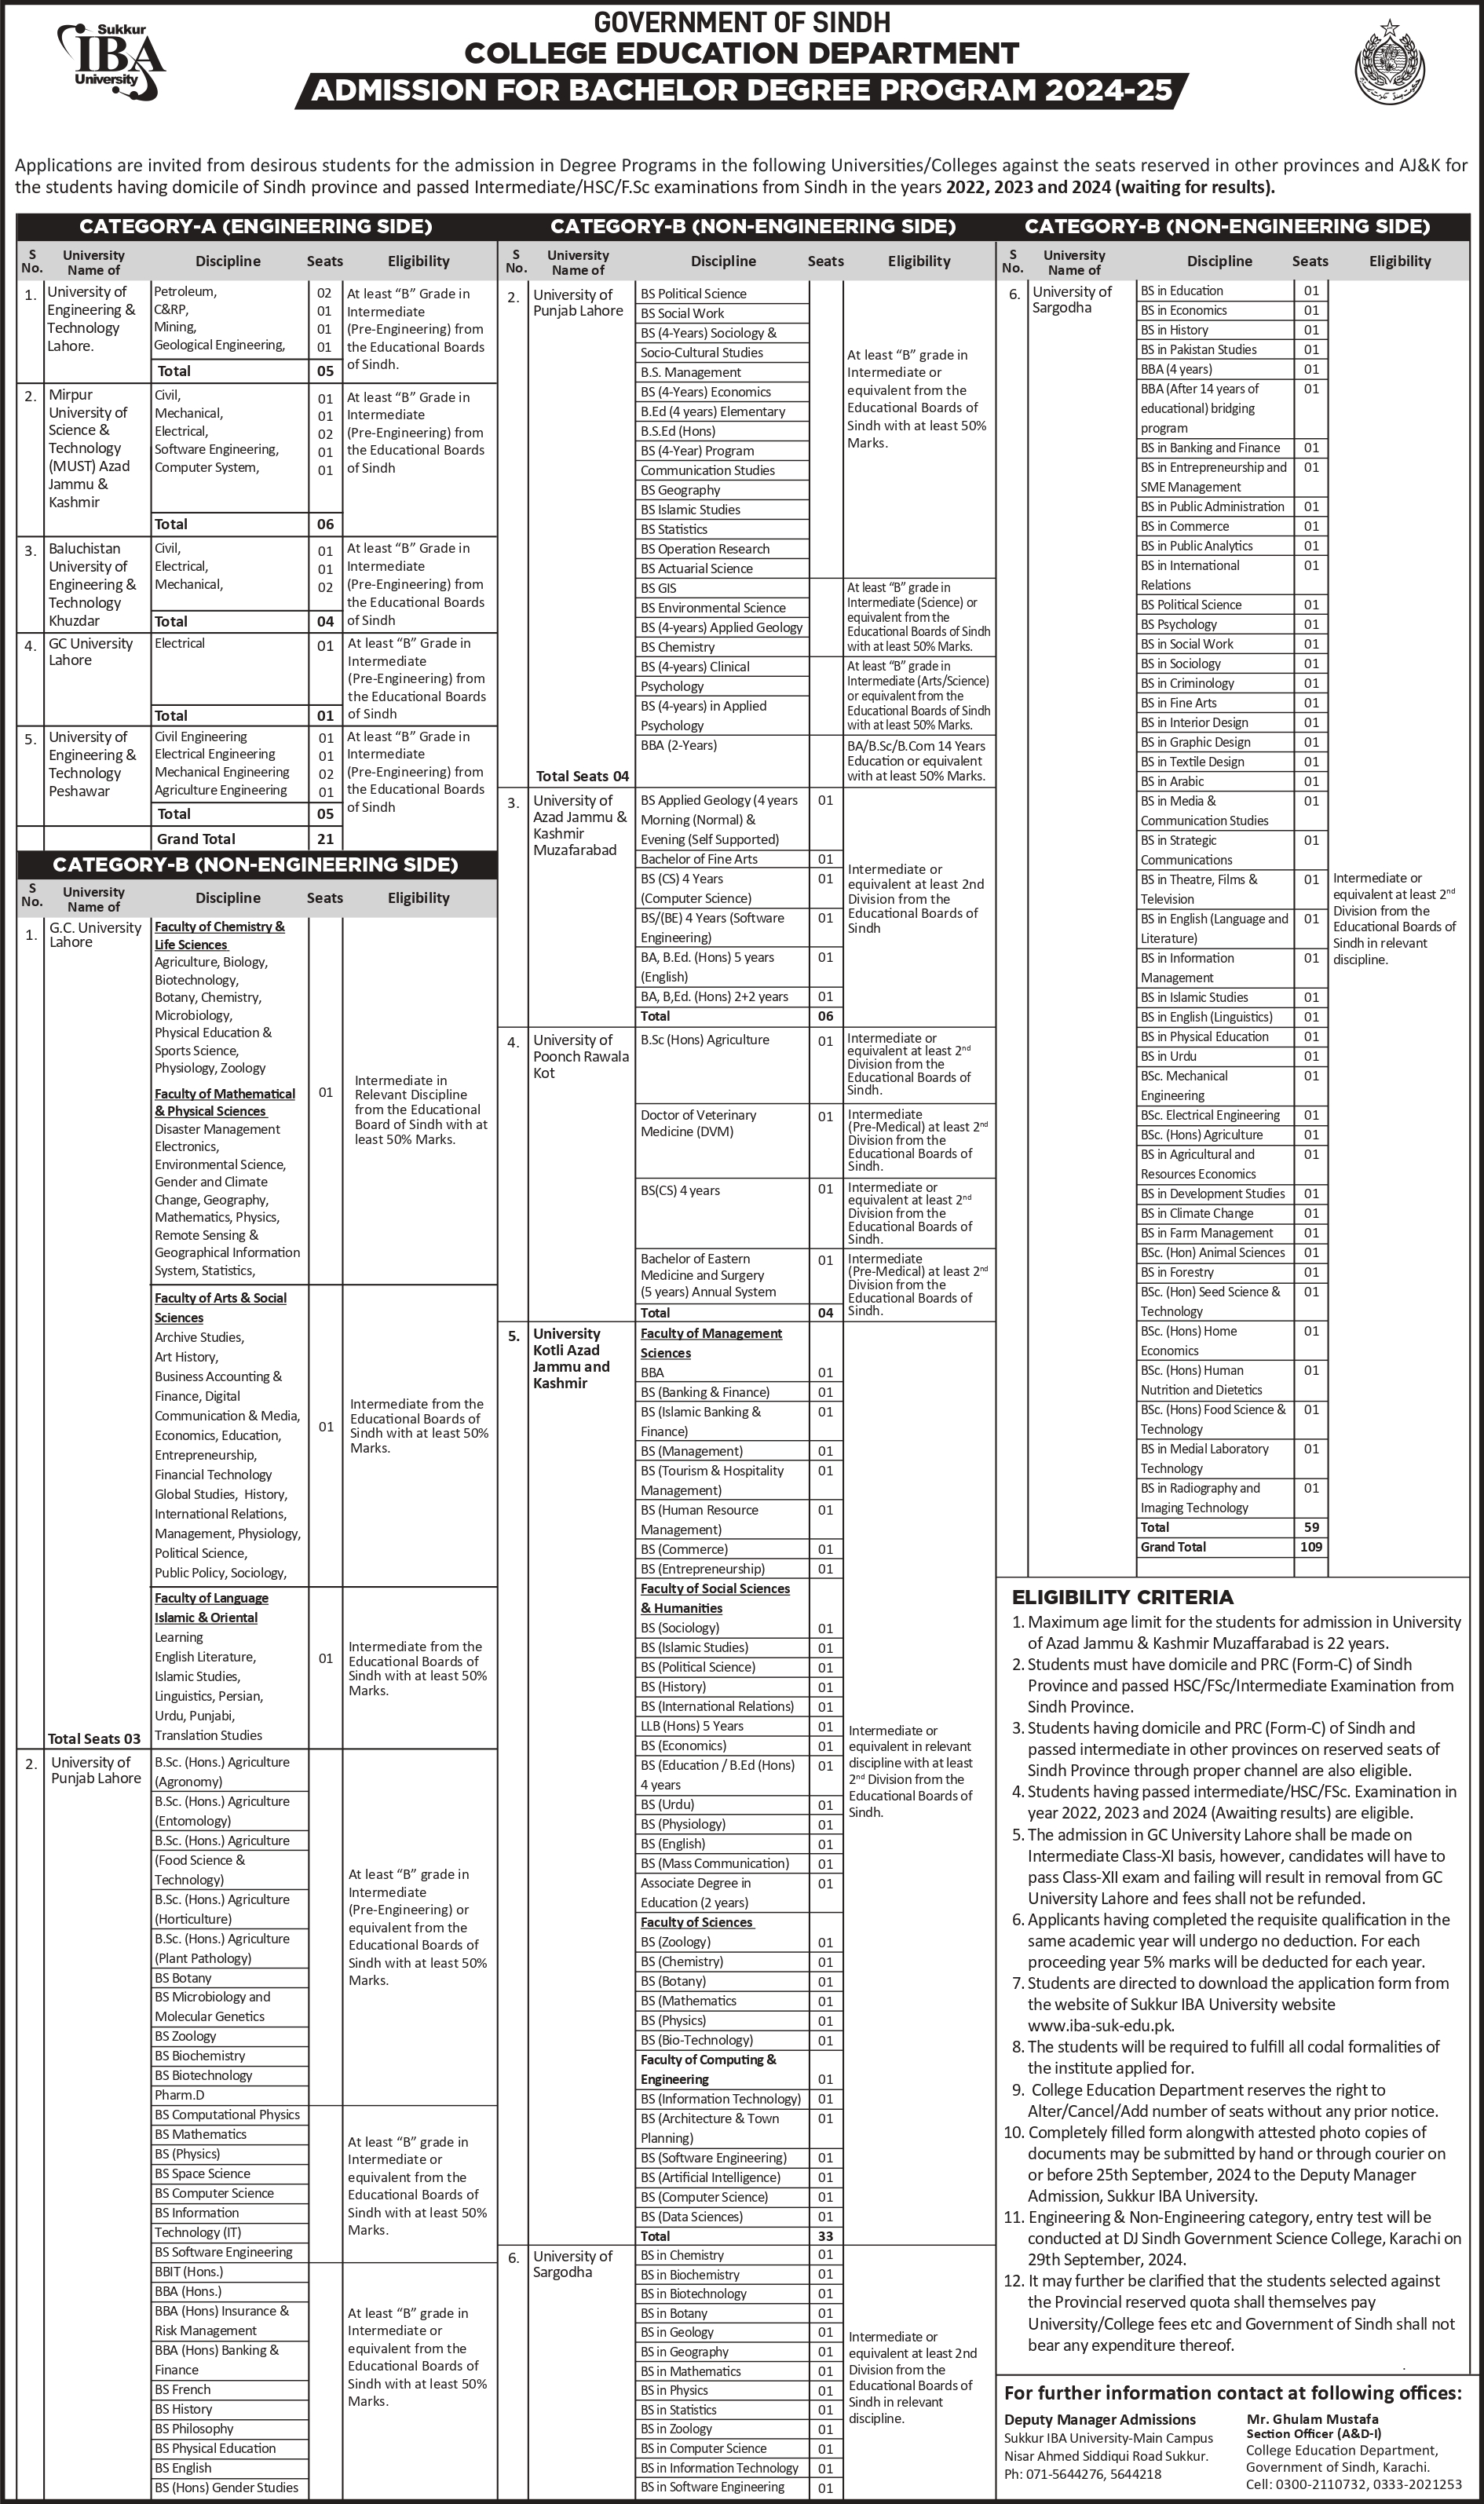 Sukkur
IBA
University
GOVERNMENT OF SINDH
COLLEGE EDUCATION DEPARTMENT
ADMISSION FOR BACHELOR DEGREE PROGRAM 2024-25
Applications are invited from desirous students for the admission in Degree Programs in the following Universities/Colleges against the seats reserved in other provinces and AJ&K for
the students having domicile of Sindh province and passed Intermediate/HSC/F.Sc examinations from Sindh in the years 2022, 2023 and 2024 (waiting for results).
CATEGORY-A (ENGINEERING SIDE)
S No. University Name of Discipline Seats Eligibility
1. University of Engineering & Technology Lahore.
Petroluem, 02
C&RP, 01
Mining, 01
Geological Engineering, 01
Total 05
At least “B” Grade in
Intermediate
(Pre-Engineering) from
the Educational Boards
of Sindh.
2. Mirpur University of Science & Technology (MUST) Azad Jammu & Kashmir
Civil, 01
Mechanical, 01
Electrical, 02
Software Engineering, 01
Computer System, 01
Total 06
At least “B” Grade in
Intermediate
(Pre-Engineering) from
the Educational Boards
of Sindh
3. Baluchistan University of Engineering & Technology Khuzdar
Civil, 01
Electrical, 01
Mechanical, 02
Total 04
At least “B” Grade in
Intermediate
(Pre-Engineering) from
the Educational Boards
of Sindh
4. GC University Lahore
Electrical 01
Total 01
At least “B” Grade in
Intermediate
(Pre-Engineering) from
the Educational Boards
of Sindh
5. University of Engineering & Technology Peshawar
Civil Engineering 01
Electrical Engineering 01
Mechanical Engineering 02
Agriculture Engineering 01
Total 05
Grand Total 21
At least “B” Grade in
Intermediate
(Pre-Engineering) from
the Educational Boards
of Sindh
CATEGORY-B (NON-ENGINEERING SIDE)
S No. University Name of Discipline Seats Eligibility
1. G.C. University Lahore
Faculty of Chemistry &
Life Sciences
Agriculture, Biology,
Biotechnology,
Botany, Chemistry,
Microbiology,
Physical Education &
Sports Science,
Physiology, Zoology
Faculty of Mathematical
& Physical Sciences
Disaster Management
Electronics,
Environmental Science,
Gender and Climate
Change, Geography,
Mathematics, Physics,
Remote Sensing &
Geographical Information
System, Statistics,
01
Intermediate in
Relevant Discipline
from the Educational
Board of Sindh with at
least 50% Marks.
Faculty of Arts & Social
Sciences
Archive Studies,
Art History,
Business Accounting &
Finance, Digital
Communication & Media,
Economics, Education,
Entrepreneurship,
Financial Technology
Global Studies, History,
International Relations,
Management, Physiology,
Political Science,
Public Policy, Sociology,
01
Intermediate from the
Educational Boards of
Sindh with at least 50%
Marks.
Faculty of Language
Islamic & Oriental
Learning
English Literature,
Islamic Studies,
Linguistics, Persian,
Urdu, Punjabi,
Translation Studies
01
Intermediate from the
Educational Boards of
Sindh with at least 50%
Marks.
Total Seats 03
2. University of Punjab Lahore
B.Sc. (Hons.) Agriculture
(Agronomy)
B.Sc. (Hons.) Agriculture
(Entomology)
B.Sc. (Hons.) Agriculture
(Food Science &
Technology)
B.Sc. (Hons.) Agriculture
(Horticulture)
B.Sc. (Hons.) Agriculture
(Plant Pathology)
BS Botany
BS Microbiology and
Molecular Genetics
BS Zoology
BS Biochemistry
BS Biotechnology
Pharm.D
At least “B” grade in
Intermediate
(Pre-Engineering) or
equivalent from the
Educational Boards of
Sindh with at least 50%
Marks.
BS Computational Physics
BS Mathematics
BS (Physics)
BS Space Science
BS Computer Science
BS Information
Technology (IT)
BS Software Engineering
At least “B” grade in
Intermediate or
equivalent from the
Educational Boards of
Sindh with at least 50%
Marks.
BBIT (Hons.)
BBA (Hons.)
BBA (Hons) Insurance &
Risk Management
BBA (Hons) Banking &
Finance
BS French
BS History
BS Philosophy
BS Physical Education
BS English
BS (Hons) Gender Studies
At least “B” grade in
Intermediate or
equivalent from the
Educational Boards of
Sindh with at least 50%
Marks.
CATEGORY-B (NON-ENGINEERING SIDE)
S No. University Name of Discipline Seats Eligibility
2. University of Punjab Lahore
BS Political Science
BS Social Work
BS (4-Years) Sociology &
Socio-Cultural Studies
B.S. Management
BS (4-Years) Economics
B.Ed (4 years) Elementary
B.S.Ed (Hons)
BS (4-Year) Program
Communication Studies
BS Geography
BS Islamic Studies
BS Statistics
BS Operation Research
BS Actuarial Science
At least “B” grade in
Intermediate or
equivalent from the
Educational Boards of
Sindh with at least 50%
Marks.
BS GIS
BS Environmental Science
BS (4-years) Applied Geology
BS Chemistry
At least “B” grade in
Intermediate (Science) or
equivalent from the
Educational Boards of Sindh
with at least 50% Marks.
BS (4-years) Clinical
Psychology
BS (4-years) in Applied
Psychology
At least “B” grade in
Intermediate (Arts/Science)
or equivalent from the
Educational Boards of Sindh
with at least 50% Marks.
BBA (2-Years)
BA/B.Sc/B.Com 14 Years
Education or equivalent
with at least 50% Marks.
Total Seats 04
3. University of Azad Jammu & Kashmir Muzafarabad
BS Applied Geology (4 years 01
Morning (Normal) &
Evening (Self Supported)
Bachelor of Fine Arts 01
BS (CS) 4 Years 01
(Computer Science)
BS/(BE) 4 Years (Software 01
Engineering)
BA, B.Ed. (Hons) 5 years 01
(English)
BA, B,Ed. (Hons) 2+2 years 01
Total 06
Intermediate or
equivalent at least 2nd
Division from the
Educational Boards of
Sindh
4. University of Poonch Rawala Kot
B.Sc (Hons) Agriculture 01
Intermediate or
equivalent at least 2nd
Division from the
Educational Boards of
Sindh.
Doctor of Veterinary 01
Medicine (DVM)
Intermediate
(Pre-Medical) at least 2nd
Division from the
Educational Boards of
Sindh.
BS(CS) 4 years 01
Intermediate or
equivalent at least 2nd
Division from the
Educational Boards of
Sindh.
Bachelor of Eastern 01
Medicine and Surgery
(5 years) Annual System
Total 04
Intermediate
(Pre-Medical) at least 2nd
Division from the
Educational Boards of
Sindh.
5. University Kotli Azad Jammu and Kashmir
Faculty of Management
Sciences
BBA 01
BS (Banking & Finance) 01
BS (Islamic Banking & 01
Finance)
BS (Management) 01
BS (Tourism & Hospitality 01
Management)
BS (Human Resource 01
Management)
BS (Commerce) 01
BS (Entrepreneurship) 01
Faculty of Social Sciences
& Humanities
BS (Sociology) 01
BS (Islamic Studies) 01
BS (Political Science) 01
BS (History) 01
BS (International Relations) 01
LLB (Hons) 5 Years 01
BS (Economics) 01
BS (Education / B.Ed (Hons) 01
4 years
BS (Urdu) 01
BS (Physiology) 01
BS (English) 01
BS (Mass Communication) 01
Associate Degree in 01
Education (2 years)
Faculty of Sciences
BS (Zoology) 01
BS (Chemistry) 01
BS (Botany) 01
BS (Mathematics 01
BS (Physics) 01
BS (Bio-Technology) 01
Faculty of Computing &
Engineering 01
BS (Information Technology) 01
BS (Architecture & Town 01
Planning)
BS (Software Engineering) 01
BS (Artificial Intelligence) 01
BS (Computer Science) 01
BS (Data Sciences) 01
Total 33
Intermediate or
equivalent in relevant
discipline with at least
2nd Division from the
Educational Boards of
Sindh.
6. University of Sargodha
BS in Chemistry 01
BS in Biochemistry 01
BS in Biotechnology 01
BS in Botany 01
BS in Geology 01
BS in Geography 01
BS in Mathematics 01
BS in Physics 01
BS in Statistics 01
BS in Zoology 01
BS in Computer Science 01
BS in Information Technology 01
BS in Software Engineering 01
Intermediate or
equivalent at least 2nd
Division from the
Educational Boards of
Sindh in relevant
discipline.
CATEGORY-B (NON-ENGINEERING SIDE)
S No. University Name of Discipline Seats Eligibility
6. University of Sargodha
BS in Education 01
BS in Economics 01
BS in History 01
BS in Pakistan Studies 01
BBA (4 years) 01
BBA (After 14 years of 01
educational) bridging
program
BS in Banking and Finance 01
BS in Entrepreneurship and 01
SME Management
BS in Public Administration 01
BS in Commerce 01
BS in Public Analytics 01
BS in International 01
Relations
BS Political Science 01
BS Psychology 01
BS in Social Work 01
BS in Sociology 01
BS in Criminology 01
BS in Fine Arts 01
BS in Interior Design 01
BS in Graphic Design 01
BS in Textile Design 01
BS in Arabic 01
BS in Media & 01
Communication Studies
BS in Strategic 01
Communications
BS in Theatre, Films & 01
Television
BS in English (Language and 01
Literature)
BS in Information 01
Management
BS in Islamic Studies 01
BS in English (Linguistics) 01
BS in Physical Education 01
BS in Urdu 01
BSc. Mechanical 01
Engineering
BSc. Electrical Engineering 01
BSc. (Hons) Agriculture 01
BS in Agricultural and 01
Resources Economics
BS in Development Studies 01
BS in Climate Change 01
BS in Farm Management 01
BSc. (Hon) Animal Sciences 01
BS in Forestry 01
BSc. (Hon) Seed Science & 01
Technology
BSc. (Hons) Home 01
Economics
BSc. (Hons) Human 01
Nutrition and Dietetics
BSc. (Hons) Food Science & 01
Technology
BS in Medial Laboratory 01
Technology
BS in Radiography and 01
Imaging Technology
Total 59
Grand Total 109
Intermediate or
equivalent at least 2nd
Division from the
Educational Boards of
Sindh in relevant
discipline.
ELIGIBILITY CRITERIA
1. Maximum age limit for the students for admission in University
of Azad Jammu & Kashmir Muzaffarabad is 22 years.
2. Students must have domicile and PRC (Form-C) of Sindh
Province and passed HSC/FSc/Intermediate Examination from
Sindh Province.
3. Students having domicile and PRC (Form-C) of Sindh and
passed intermediate in other provinces on reserved seats of
Sindh Province through proper channel are also eligible.
4. Students having passed intermediate/HSC/FSc. Examination in
year 2022, 2023 and 2024 (Awaiting results) are eligible.
5. The admission in GC University Lahore shall be made on
Intermediate Class-XI basis, however, candidates will have to
pass Class-XII exam and failing will result in removal from GC
University Lahore and fees shall not be refunded.
6. Applicants having completed the requisite qualification in the
same academic year will undergo no deduction. For each
proceeding year 5% marks will be deducted for each year.
7. Students are directed to download the application form from
the website of Sukkur IBA University website
www.iba-suk-edu.pk.
8. The students will be required to fulfill all codal formalities of
the institute applied for.
9. College Education Department reserves the right to
Alter/Cancel/Add number of seats without any prior notice.
10. Completely filled form alongwith attested photo copies of
documents may be submitted by hand or through courier on
or before 25th September, 2024 to the Deputy Manager
Admission, Sukkur IBA University.
11. Engineering & Non-Engineering category, entry test will be
conducted at DJ Sindh Government Science College, Karachi on
29th September, 2024.
12. It may further be clarified that the students selected against
the Provincial reserved quota shall themselves pay
University/College fees etc and Government of Sindh shall not
bear any expenditure thereof.
For further information contact at following offices:
Deputy Manager Admissions
Sukkur IBA University-Main Campus
Nisar Ahmed Siddiqui Road Sukkur.
Ph: 071-5644276, 5644218
Mr. Ghulam Mustafa
Section Officer (A&D-I)
College Education Department,
Government of Sindh, Karachi.
Cell: 0300-2110732, 0333-2021253